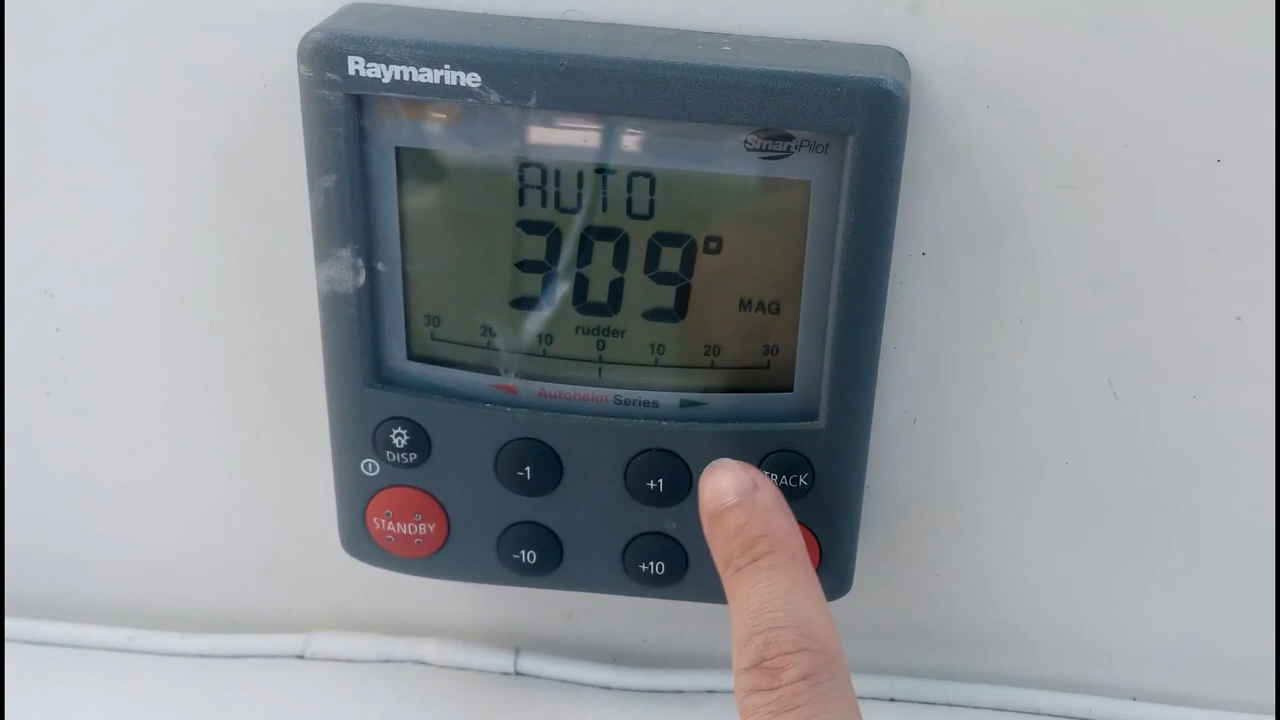 Raymarine
SmartPilot
AUTO
309°
MAG
rudder
30 20 10 0 10 20 30
Autohelm Series
DISP
-1
+1
TRACK
STANDBY
-10
+10